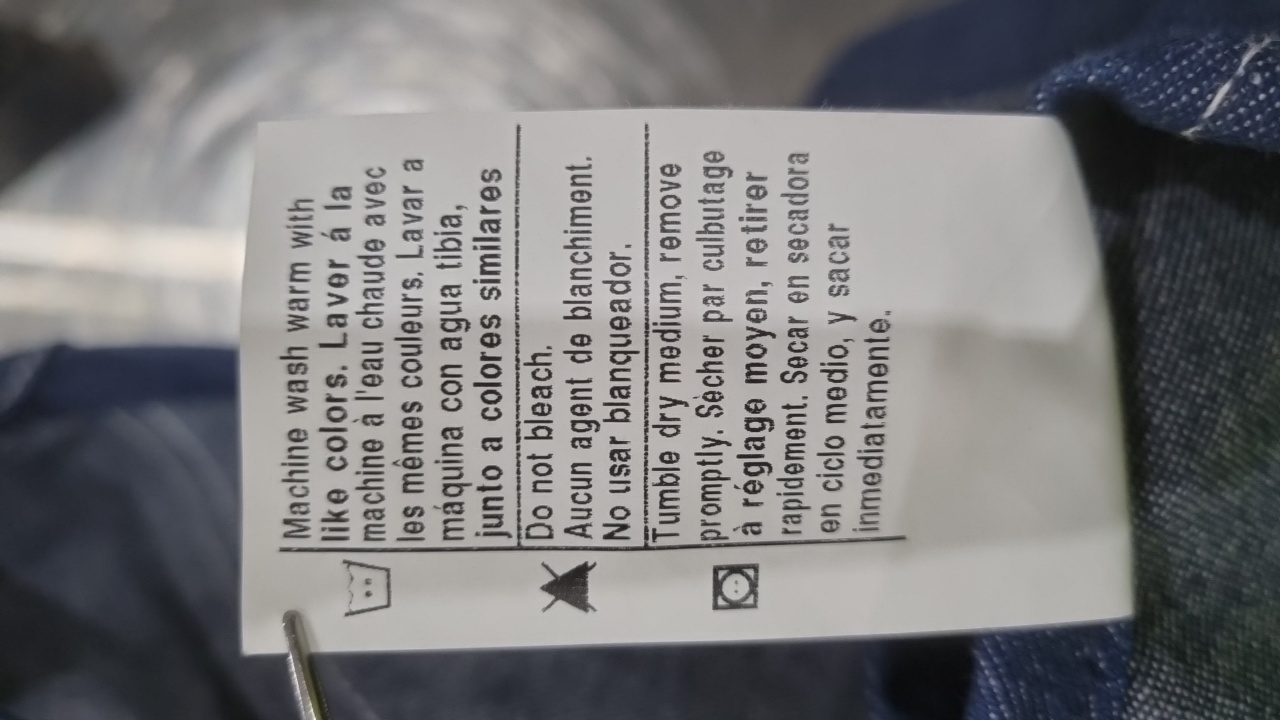 Machine wash warm with
like colors. Laver á la
machine à l'eau chaude avec
les mêmes couleurs. Lavar a
máquina con agua tibia,
junto a colores similares
Do not bleach.
Aucun agent de blanchiment.
No usar blanqueador.
Tumble dry medium, remove
promptly. Sècher par culbutage
à réglage moyen, retirer
rapidement. Secar en secadora
en ciclo medio, y sacar
inmediatamente.